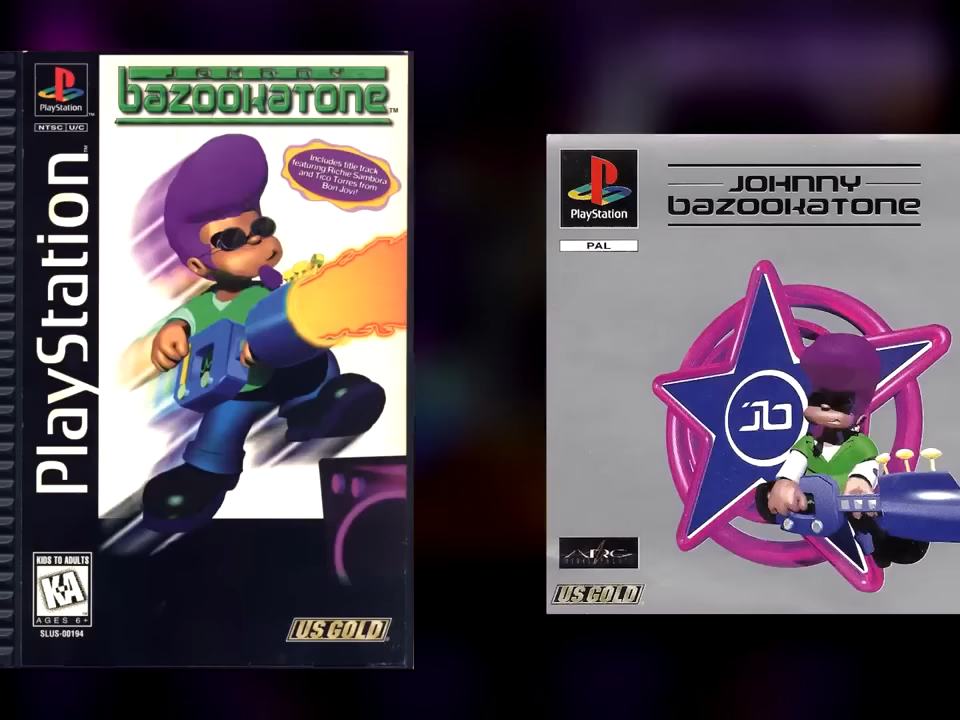 PlayStation
NTSC U/C
PlayStation
JOHNNY
bazookatone
Includes title track
featuring Richie Sambora
and Tico Torres from
Bon Jovi!
KIDS TO ADULTS
K-A
AGES 6+
SLUS-00194
US GOLD
PlayStation
PAL
JOHNNY
bazookatone
JB
ARC
US GOLD